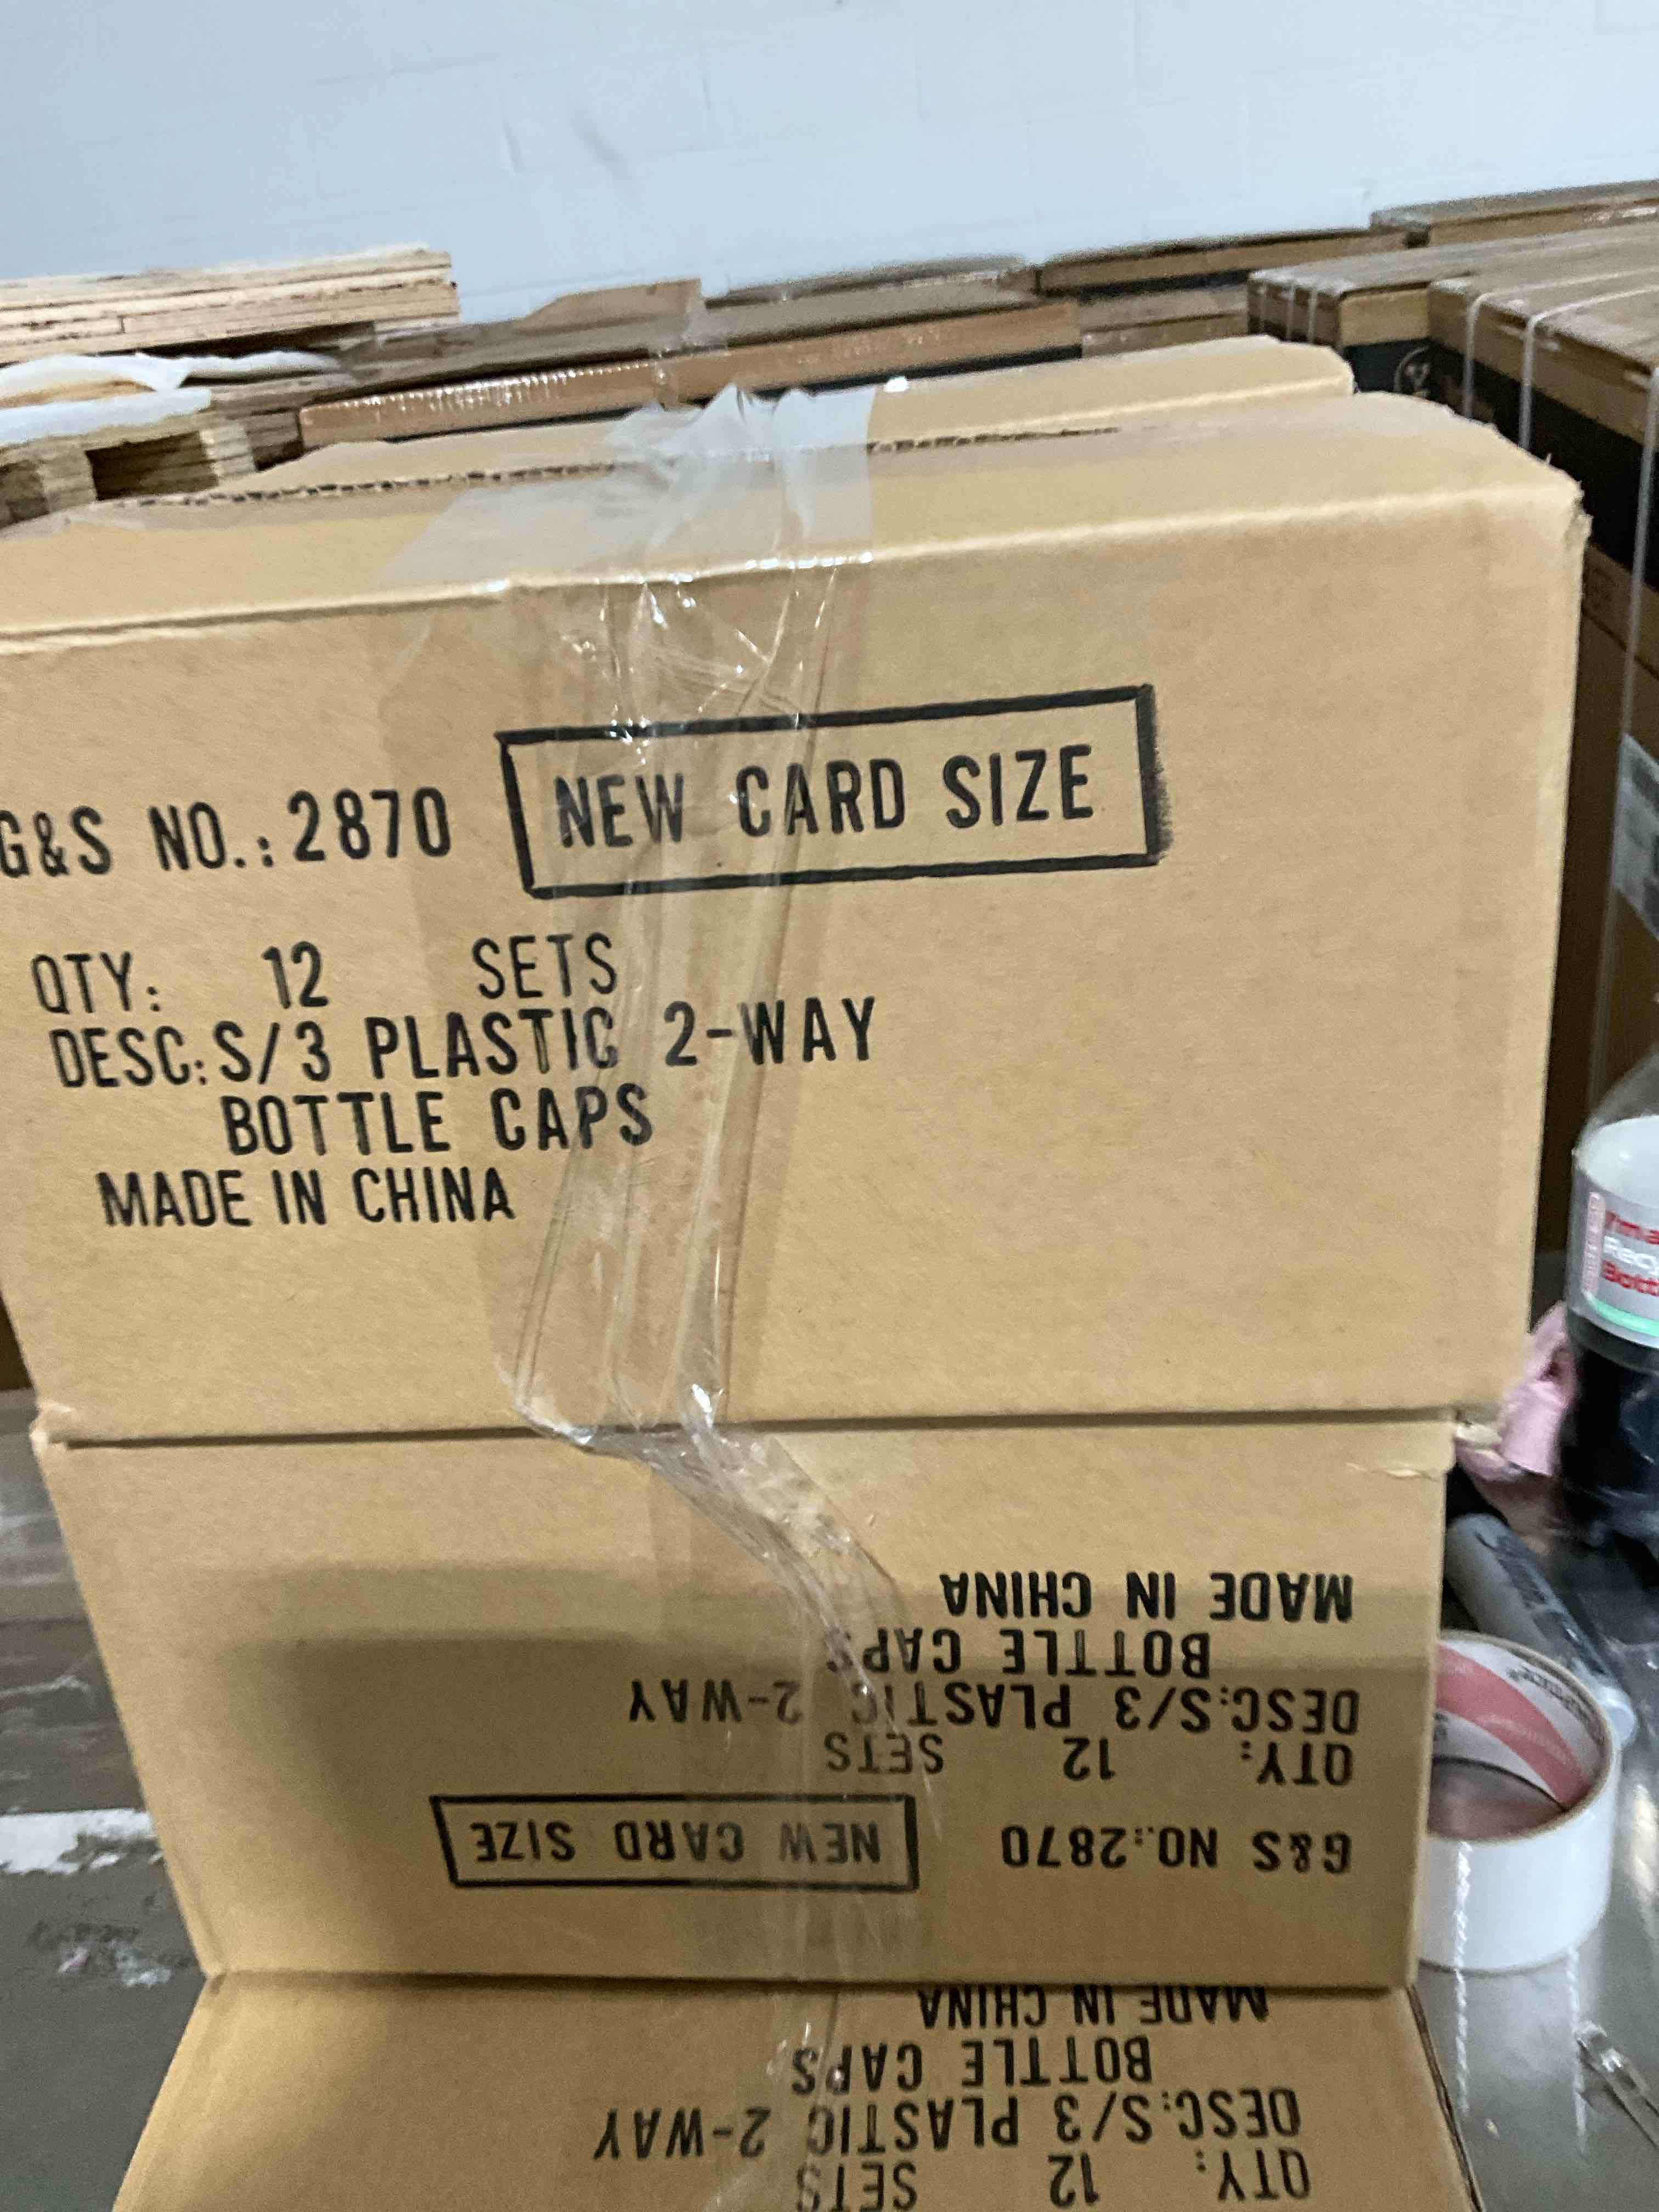 G&S NO.:2870 NEW CARD SIZE
QTY: 12 SETS
DESC:S/3 PLASTIC 2-WAY
BOTTLE CAPS
MADE IN CHINA
G&S NO.:2870 NEW CARD SIZE
QTY: 12 SETS
DESC:S/3 PLASTIC 2-WAY
BOTTLE CAPS
MADE IN CHINA
QTY: 12 SETS
DESC:S/3 PLASTIC 2-WAY
BOTTLE CAPS
MADE IN CHINA
I'm a
Recy
Bott